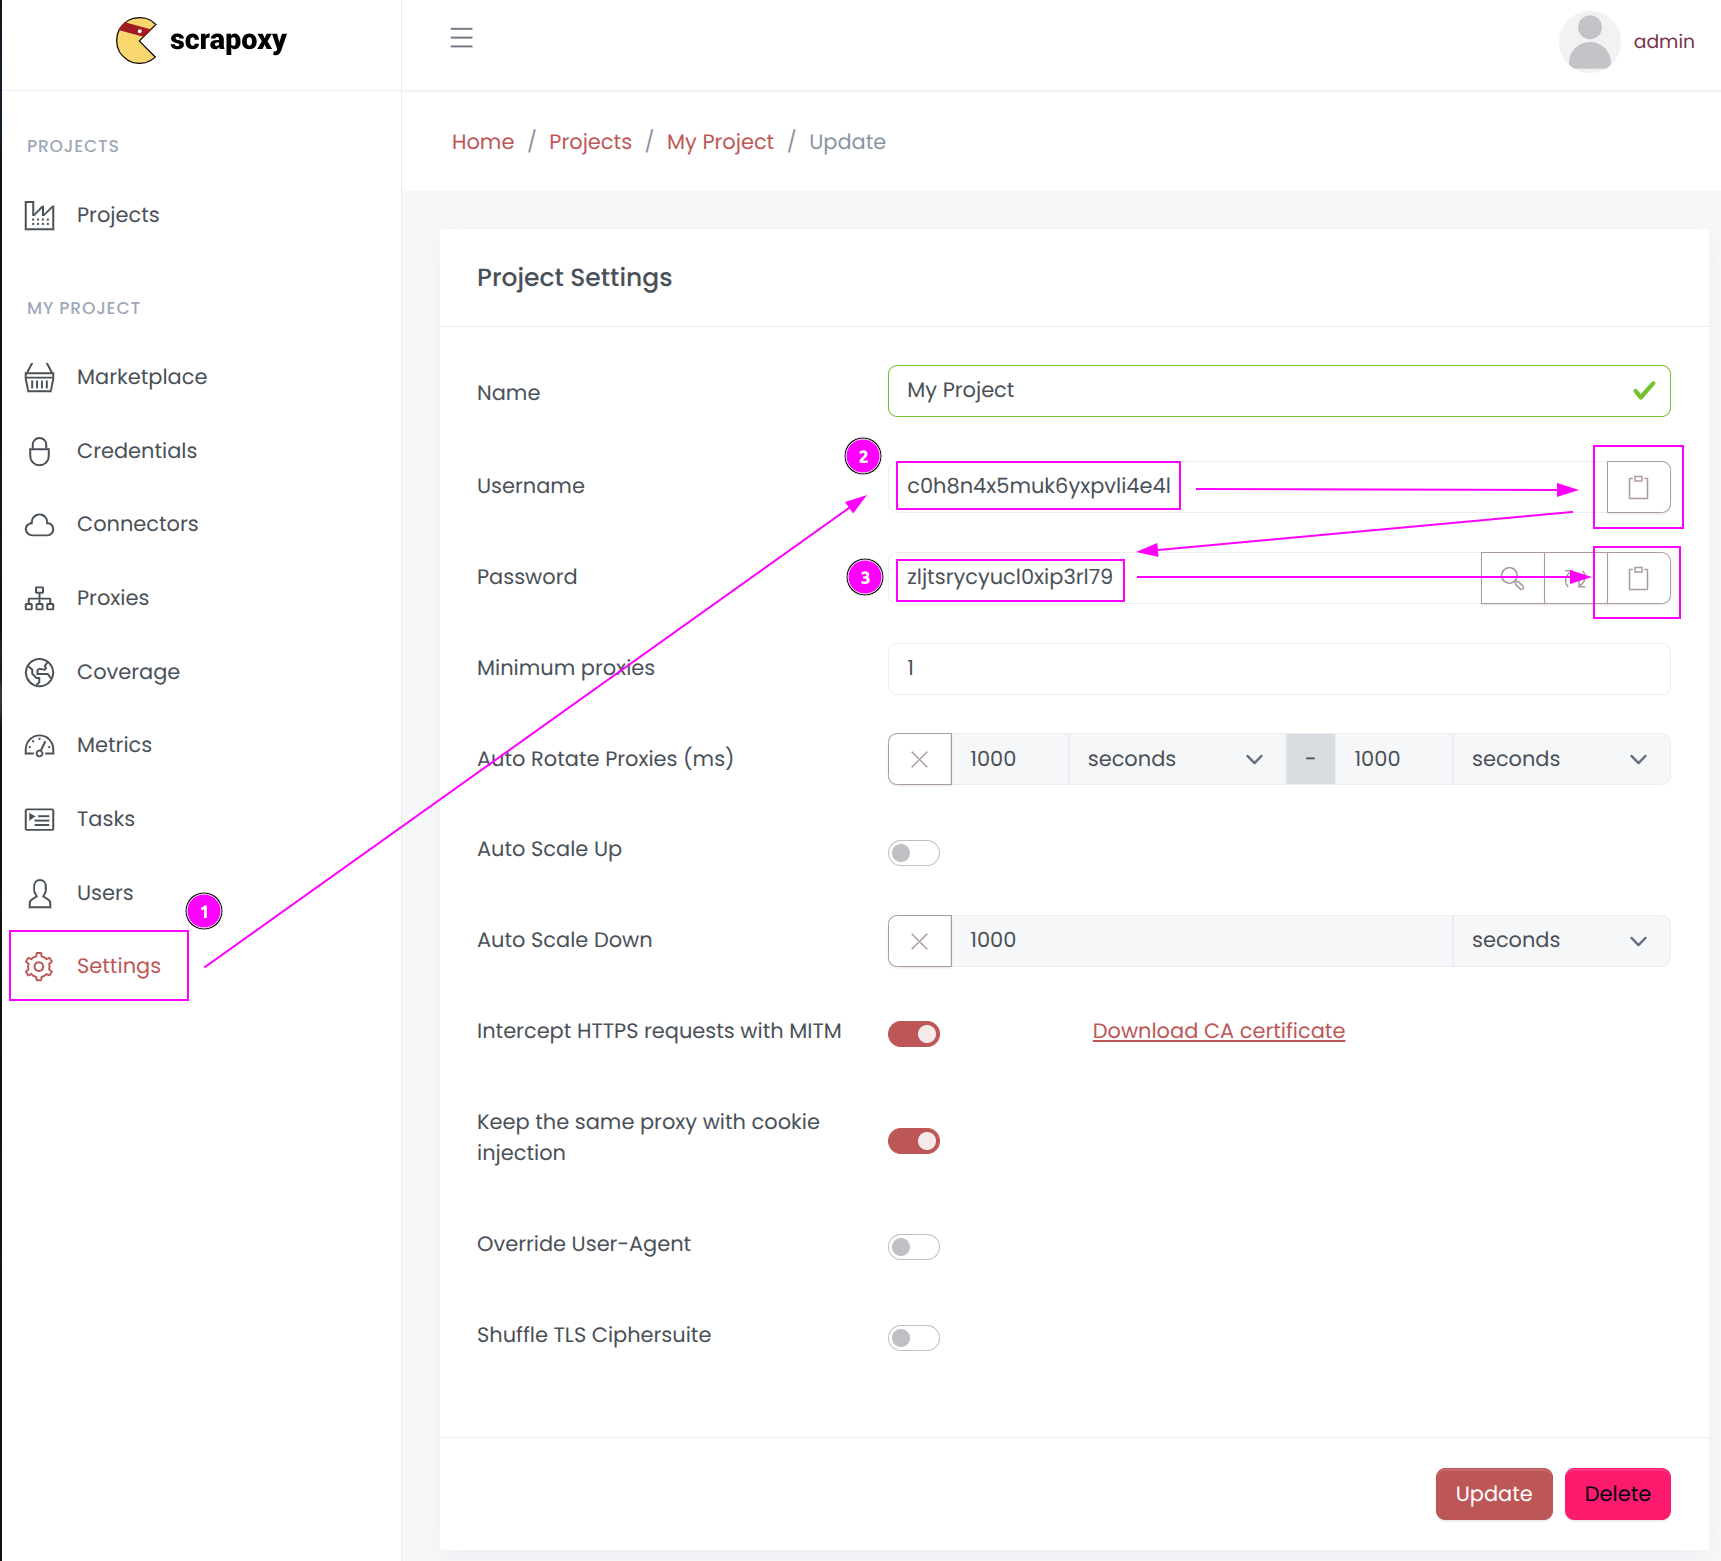 scrapoxy
admin
PROJECTS
Projects
MY PROJECT
Marketplace
Credentials
Connectors
Proxies
Coverage
Metrics
Tasks
Users
1
Settings
Home / Projects / My Project / Update
Project Settings
Name
My Project
2
Username
c0h8n4x5muk6yxpvli4e4l
3
Password
zljtsrycyucl0xip3rl79
Minimum proxies
1
Auto Rotate Proxies (ms)
1000 seconds - 1000 seconds
Auto Scale Up
Auto Scale Down
1000 seconds
Intercept HTTPS requests with MITM
Download CA certificate
Keep the same proxy with cookie
injection
Override User-Agent
Shuffle TLS Ciphersuite
Update
Delete